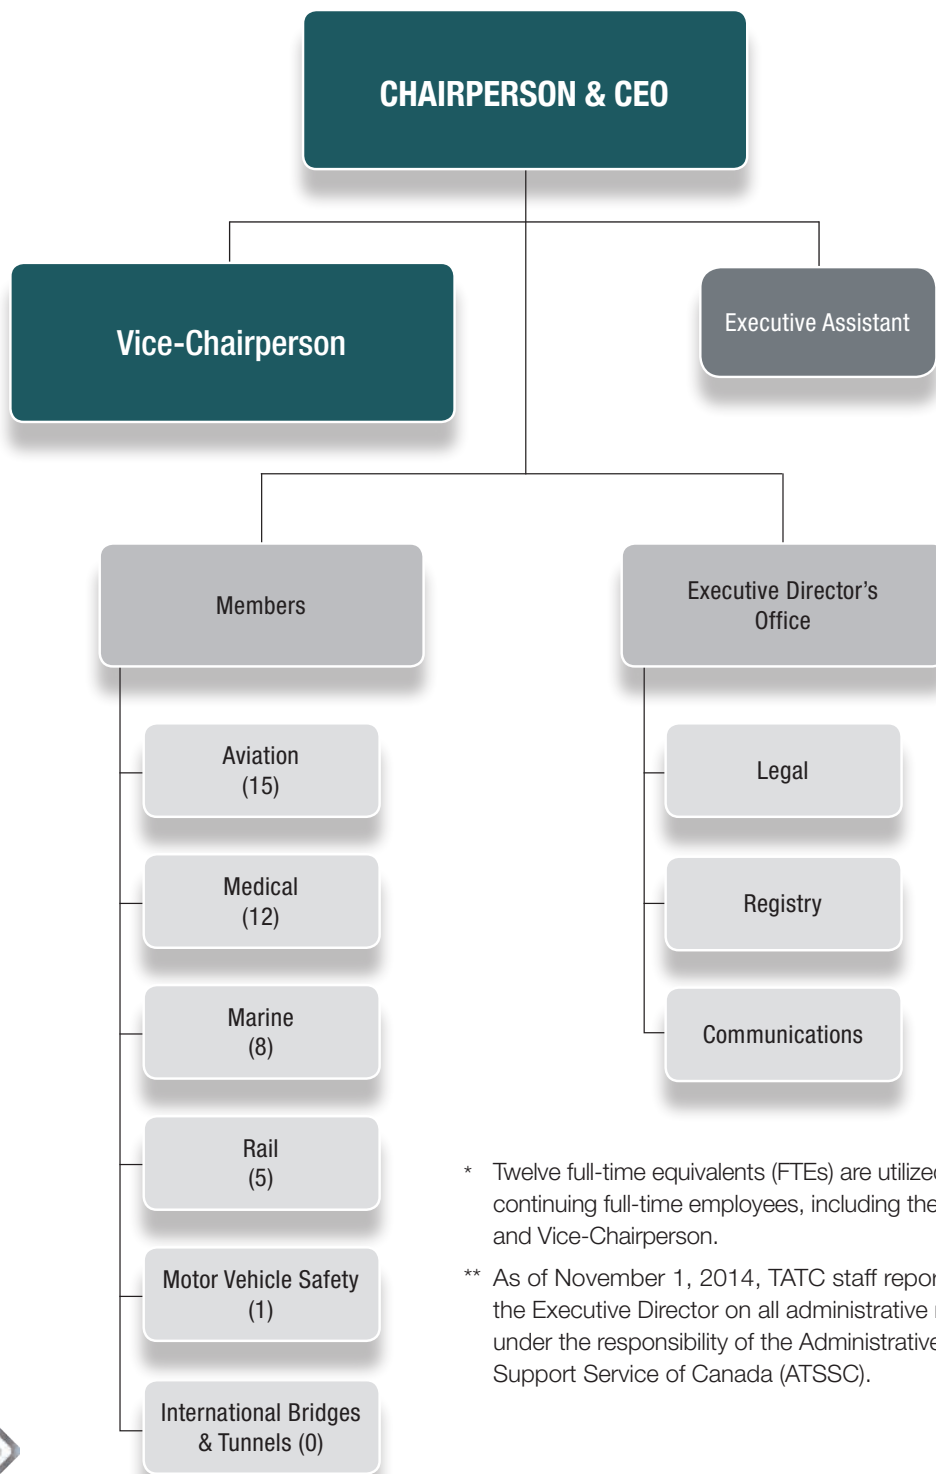 CHAIRPERSON & CEO
Vice-Chairperson
Executive Assistant
Members
Executive Director’s
Office
Aviation
(15)
Medical
(12)
Marine
(8)
Rail
(5)
Motor Vehicle Safety
(1)
International Bridges
& Tunnels (0)
Legal
Registry
Communications
* Twelve full-time equivalents (FTEs) are utilized
continuing full-time employees, including the
and Vice-Chairperson.
** As of November 1, 2014, TATC staff repor
the Executive Director on all administrative
under the responsibility of the Administrative
Support Service of Canada (ATSSC).